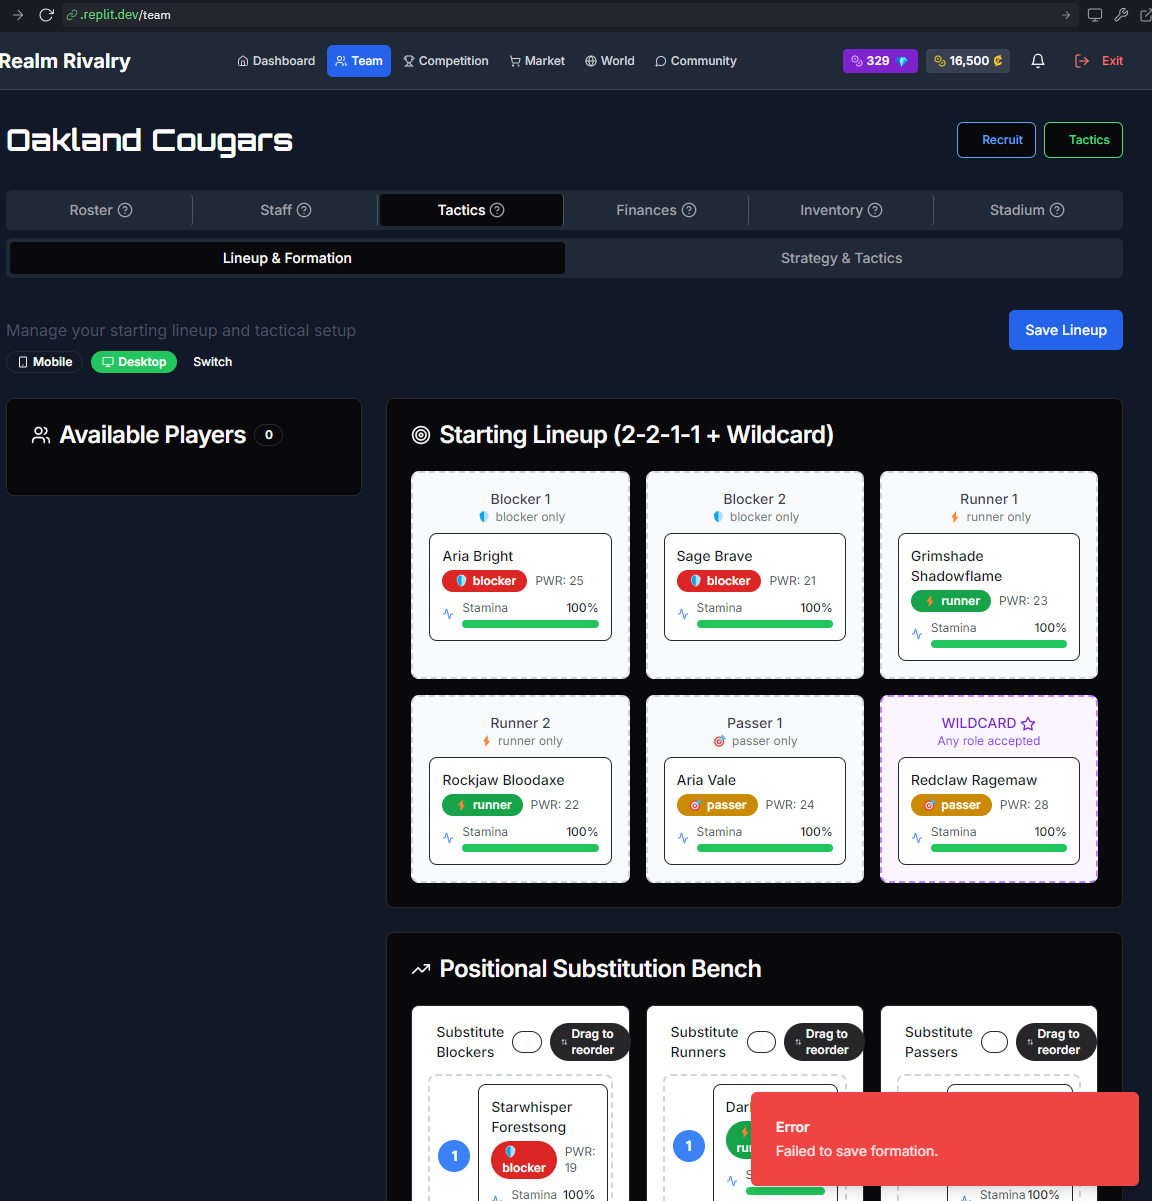 .replit.dev/team
Realm Rivalry
Dashboard
Team
Competition
Market
World
Community
329
16,500
Exit
Oakland Cougars
Recruit
Tactics
Roster ?
Staff ?
Tactics ?
Finances ?
Inventory ?
Stadium ?
Lineup & Formation
Strategy & Tactics
Manage your starting lineup and tactical setup
Save Lineup
Mobile
Desktop
Switch
Available Players 0
Starting Lineup (2-2-1-1 + Wildcard)
Blocker 1
blocker only
Aria Bright
blocker PWR: 25
Stamina 100%
Blocker 2
blocker only
Sage Brave
blocker PWR: 21
Stamina 100%
Runner 1
runner only
Grimshade
Shadowflame
runner PWR: 23
Stamina 100%
Runner 2
runner only
Rockjaw Bloodaxe
runner PWR: 22
Stamina 100%
Passer 1
passer only
Aria Vale
passer PWR: 24
Stamina 100%
WILDCARD
Any role accepted
Redclaw Ragemaw
passer PWR: 28
Stamina 100%
Positional Substitution Bench
Substitute
Blockers
Drag to
reorder
1
Starwhisper
Forestsong
blocker
PWR:
19
Stamina 100%
Substitute
Runners
Drag to
reorder
1
Substitute
Passers
Drag to
reorder
Stamina 100%
Error
Failed to save formation.